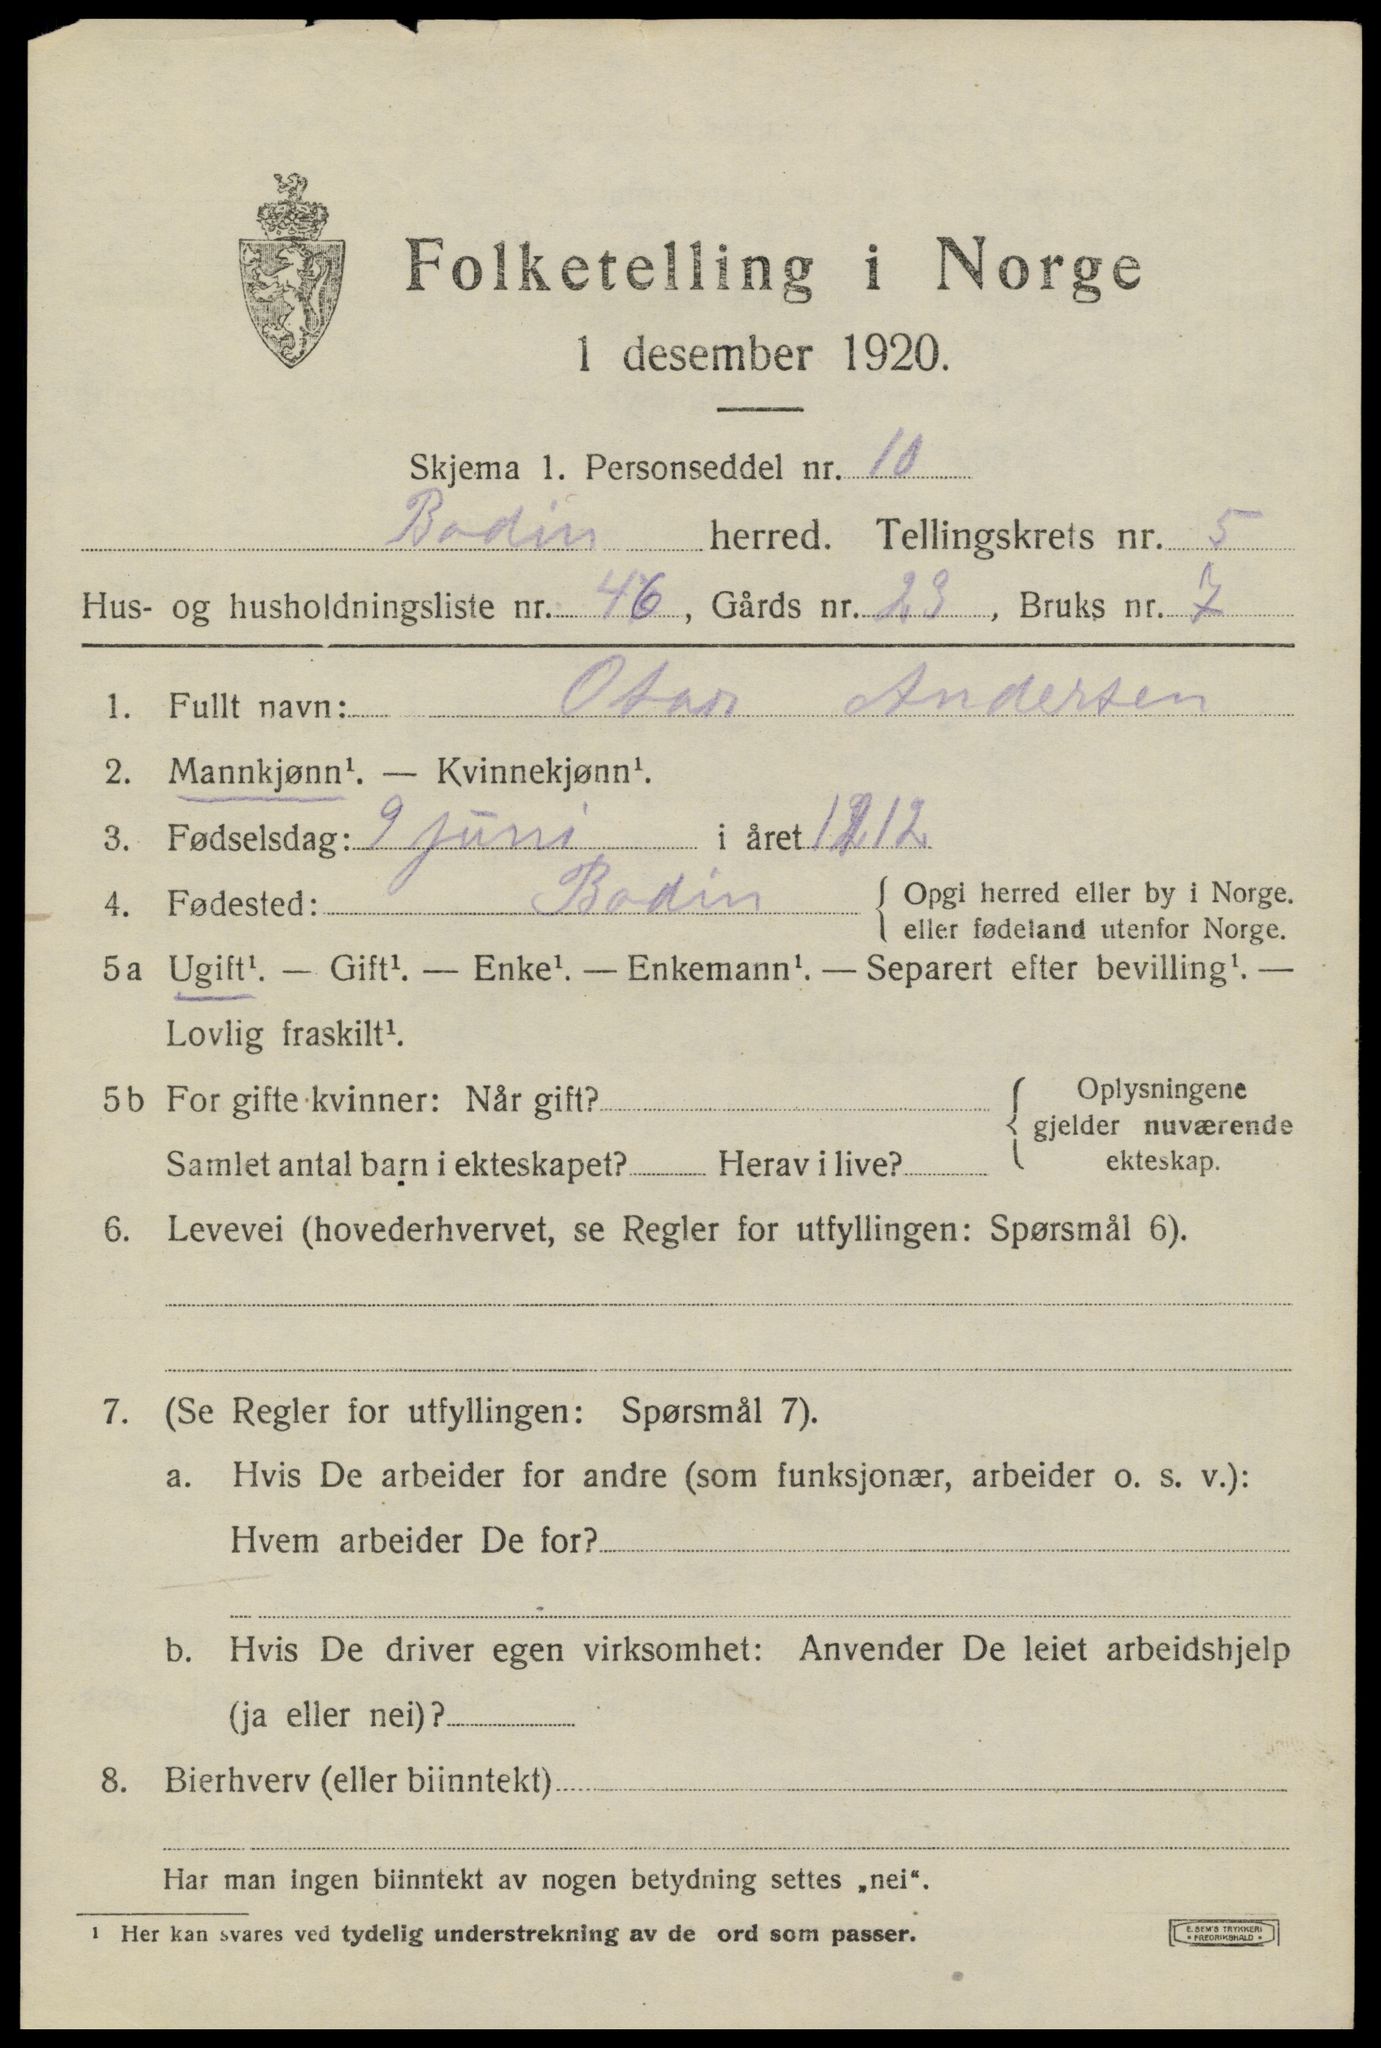 Folketelling i Norge
1 desember 1920.
Skjema 1. Personseddel nr. 10
Bodin herred. Tellingskrets nr. 5
Hus- og husholdningsliste nr. 46, Gårds nr. 23, Bruks nr. 7
1. Fullt navn: Andersen
2. Mannkjønn¹. — Kvinnekjønn¹.
3. Fødselsdag: 9 juni i året 1912
4. Fødested: Bodin { Opgi herred eller by i Norge.
eller fødeland utenfor Norge.
5a Ugift¹. — Gift¹. — Enke¹. — Enkemann¹. — Separert efter bevilling¹. —
Lovlig fraskilt¹.
5b For gifte kvinner: Når gift? { Oplysningene
gjelder nuværende
Samlet antal barn i ekteskapet? Herav i live? ekteskap.
6. Levevei (hovederhvervet, se Regler for utfyllingen: Spørsmål 6).
7. (Se Regler for utfyllingen: Spørsmål 7).
a. Hvis De arbeider for andre (som funksjonær, arbeider o. s. v.):
Hvem arbeider De for?
b. Hvis De driver egen virksomhet: Anvender De leiet arbeidshjelp
(ja eller nei)?
8. Bierhverv (eller biinntekt)
Har man ingen biinntekt av nogen betydning settes „nei“.
¹ Her kan svares ved tydelig understrekning av de ord som passer.
E. SEM'S TRYKKERI
• FREDRIKSHALD •